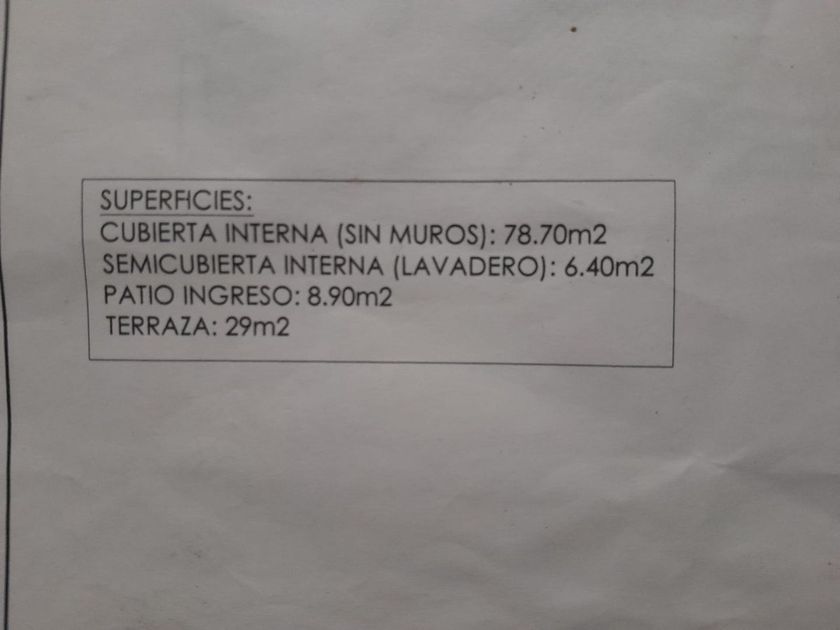 SUPERFICIES:
CUBIERTA INTERNA (SIN MUROS): 78.70m2
SEMICUBIERTA INTERNA (LAVADERO): 6.40m2
PATIO INGRESO: 8.90m2
TERRAZA: 29m2